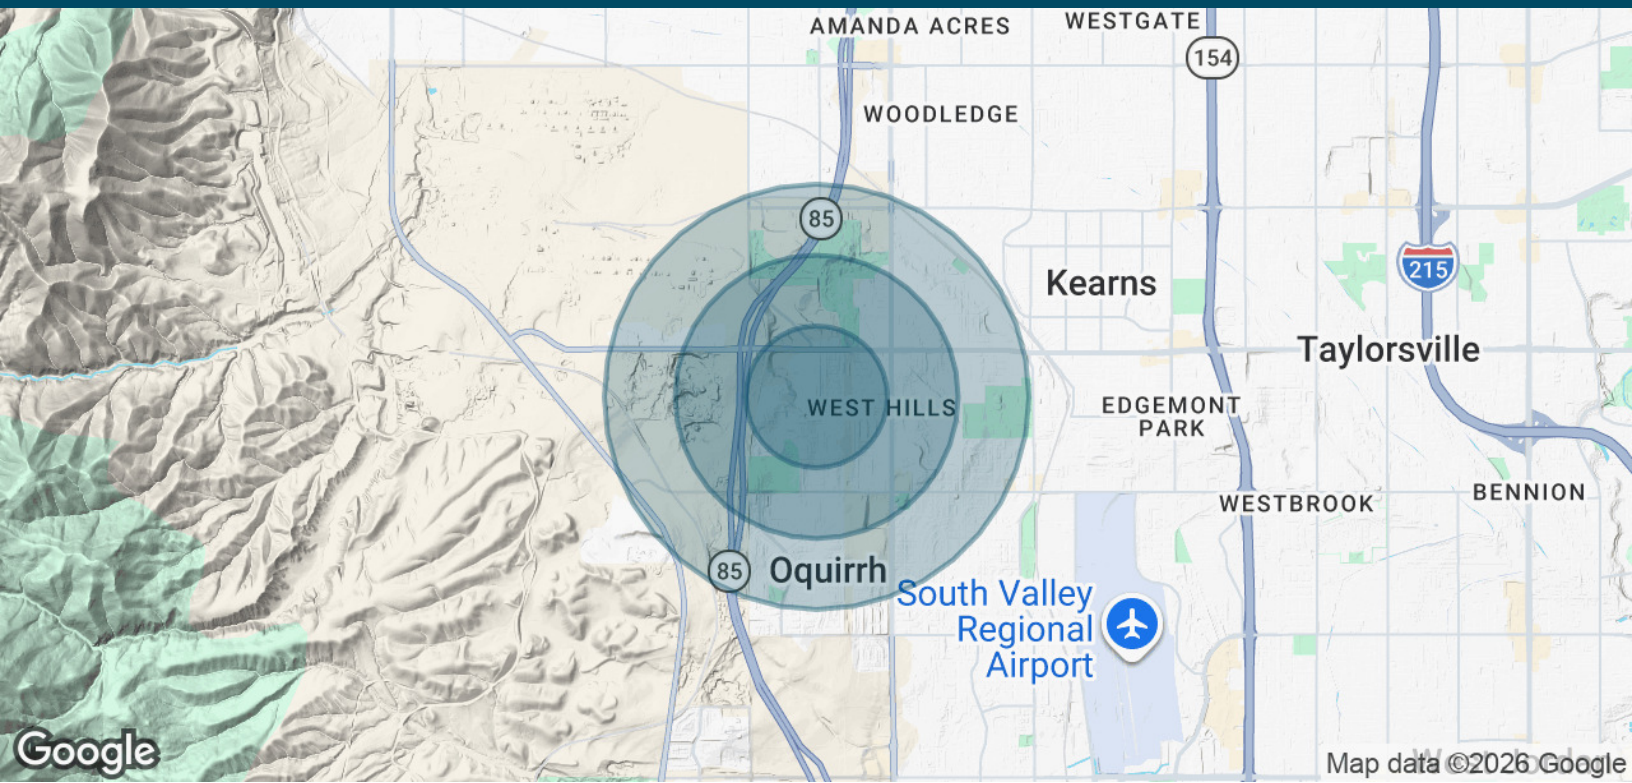 AMANDA ACRES
WESTGATE
154
WOODLEDGE
85
Kearns
215
Taylorsville
WEST HILLS
EDGEMONT
PARK
BENNION
WESTBROOK
85
Oquirrh
South Valley
Regional
Airport
Google
Map data ©2026 Google